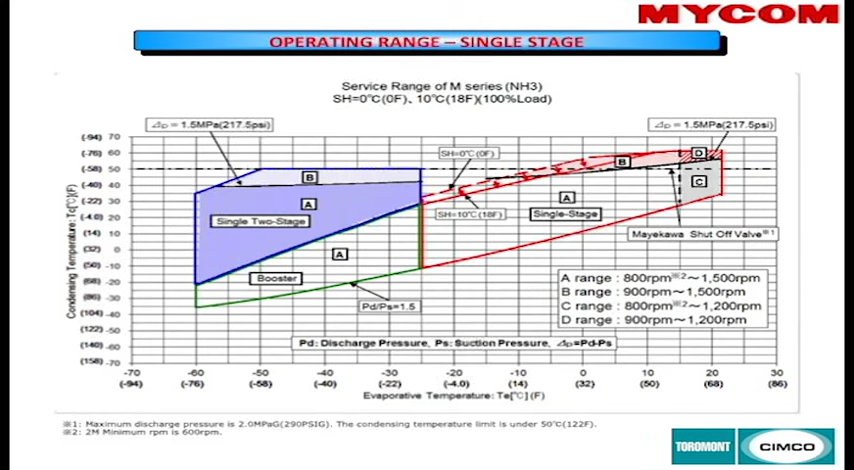 MYCOM
OPERATING RANGE – SINGLE STAGE
Service Range of M series (NH3)
SH=0℃(0F)、10℃(18F)(100%Load)
⊿p=1.5MPa(217.5psi)
⊿p=1.5MPa(217.5psi)
Condensing Temperature: Tc[℃](F)
(-94) 70
(-76) 60
(-58) 50
(-40) 40
(-22) 30
(-4.0) 20
(14) 10
(32) 0
(50) -10
(68) -20
(86) -30
(104) -40
(122) -50
(140) -60
(158) -70
SH=0℃(0F)
SH=10℃(18F)
B
A
Single Two-Stage
A
Booster
Pd/Ps=1.5
B
D
C
A
Single-Stage
Mayekawa Shut Off Valve※1
A range : 800rpm※2～1,500rpm
B range : 900rpm～1,500rpm
C range : 800rpm※2～1,200rpm
D range : 900rpm～1,200rpm
Pd: Discharge Pressure, Ps: Suction Pressure, ⊿p=Pd-Ps
-70 -60 -50 -40 -30 -20 -10 0 10 20 30
(-94) (-76) (-58) (-40) (-22) (-4.0) (14) (32) (50) (68) (86)
Evaporative Temperature: Te[℃](F)
※1: Maximum discharge pressure is 2.0MPaG(290PSIG). The condensing temperature limit is under 50℃(122F).
※2: 2M Minimum rpm is 600rpm.
TOROMONT CIMCO